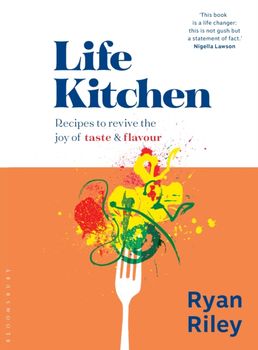 'This book
is a life changer:
this is not gush but
a statement of fact.'
Nigella Lawson
Life
Kitchen
Recipes to revive the
joy of taste & flavour
BLOOMSBURY
Ryan
Riley